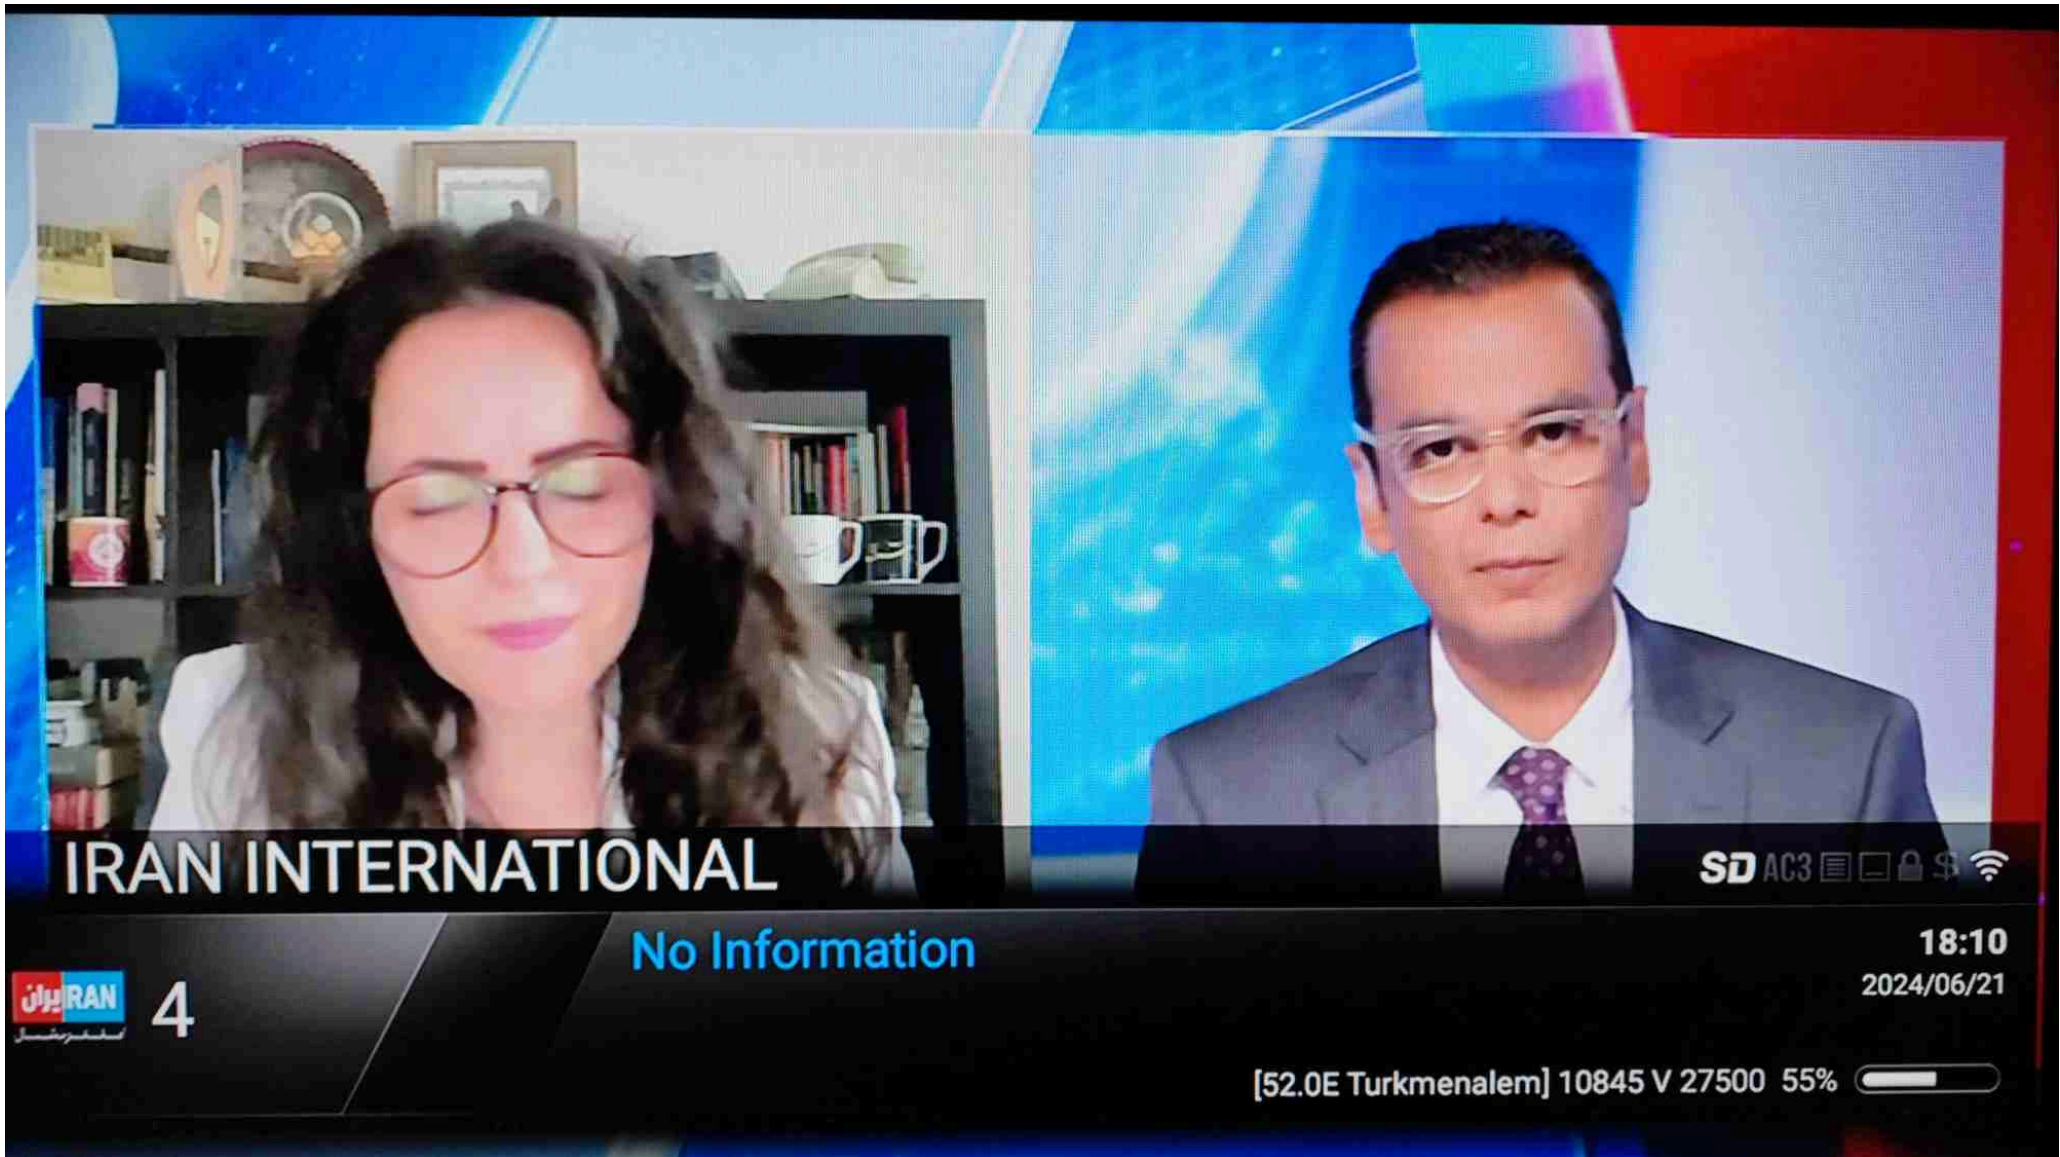 IRAN INTERNATIONAL
SD AC3 $
No Information
18:10
2024/06/21
ایران IRAN
اینترنشنال
4
[52.0E Turkmenalem] 10845 V 27500 55%